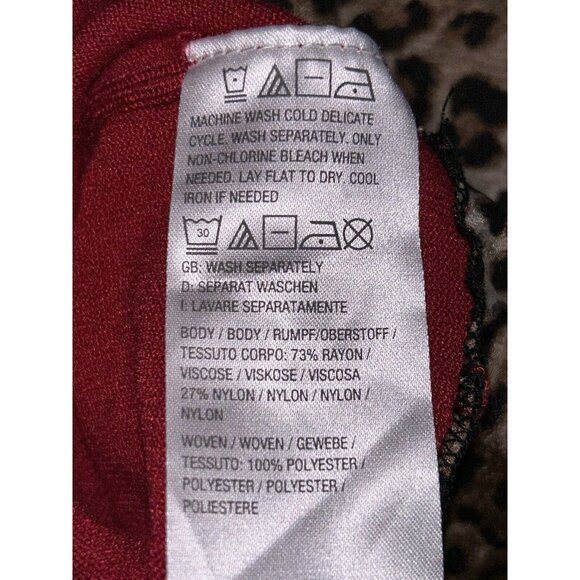 MACHINE WASH COLD DELICATE
CYCLE. WASH SEPARATELY. ONLY
NON-CHLORINE BLEACH WHEN
NEEDED. LAY FLAT TO DRY. COOL
IRON IF NEEDED
30
GB: WASH SEPARATELY
D: SEPARAT WASCHEN
I: LAVARE SEPARATAMENTE
BODY / BODY / RUMPF/OBERSTOFF /
TESSUTO CORPO: 73% RAYON /
VISCOSE / VISKOSE / VISCOSA
27% NYLON / NYLON / NYLON /
NYLON
WOVEN / WOVEN / GEWEBE /
TESSUTO: 100% POLYESTER /
POLYESTER / POLYESTER /
POLIESTERE